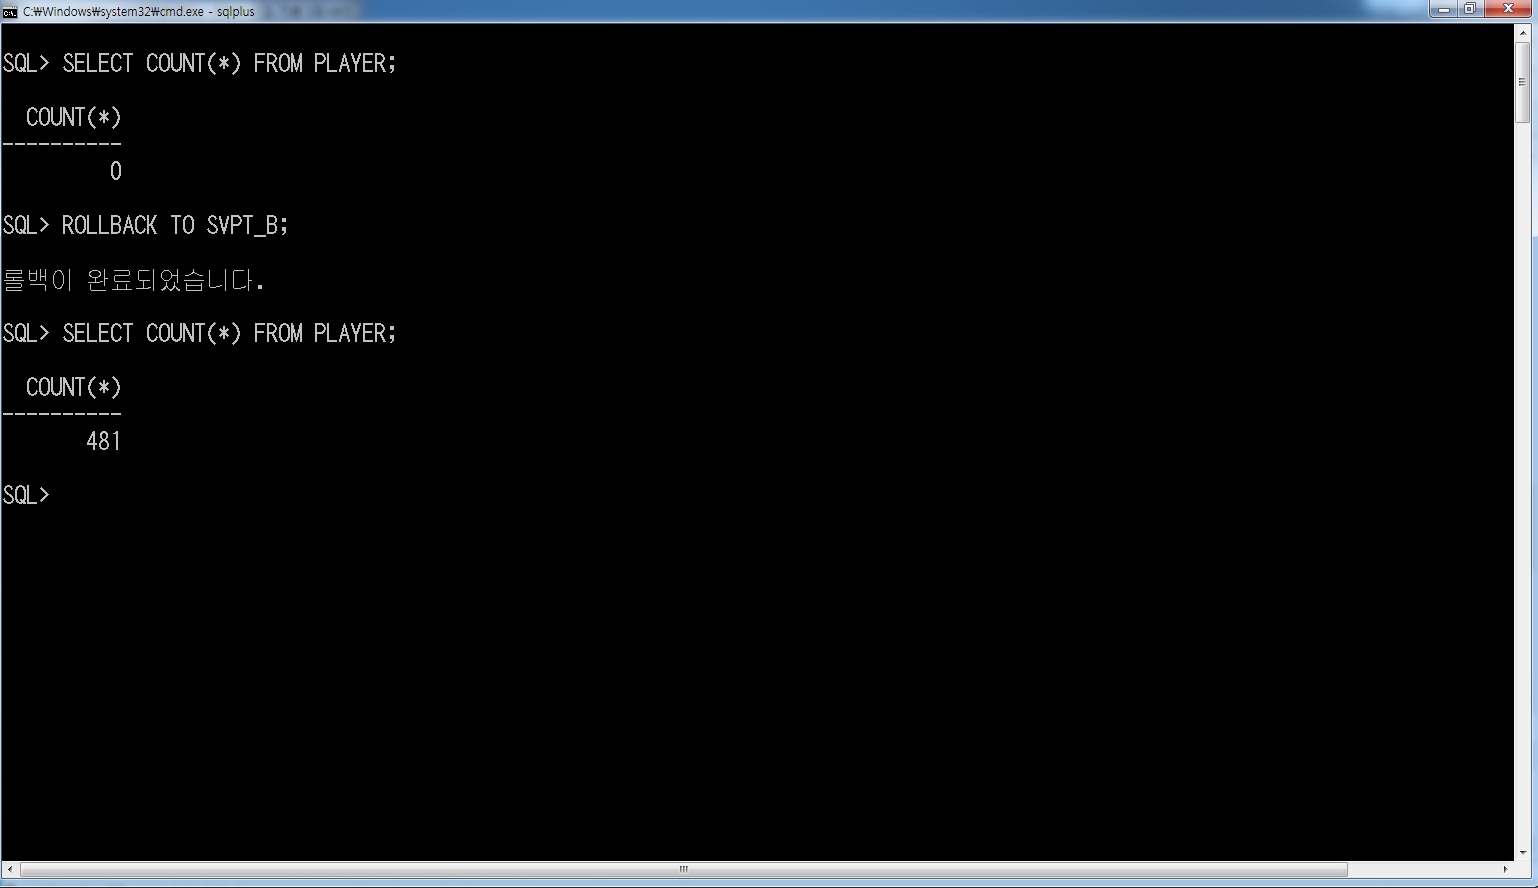 C:₩Windows₩system32₩cmd.exe - sqlplus
SQL> SELECT COUNT(*) FROM PLAYER;
COUNT(*)
----------
0
SQL> ROLLBACK TO SVPT_B;
롤백이 완료되었습니다.
SQL> SELECT COUNT(*) FROM PLAYER;
COUNT(*)
----------
481
SQL>